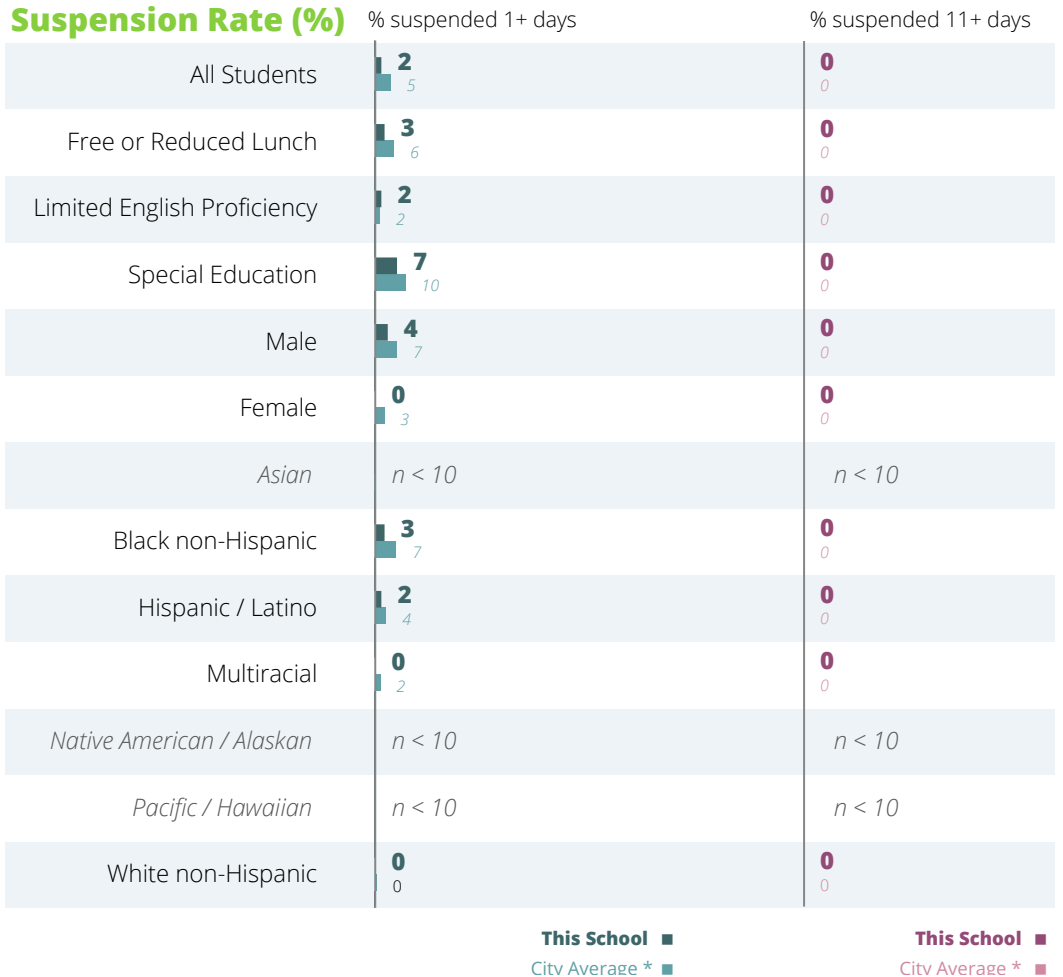 Suspension Rate (%) % suspended 1+ days % suspended 11+ days
All Students 2 0
5 0
Free or Reduced Lunch 3 0
6 0
Limited English Proficiency 2 0
2 0
Special Education 7 0
10 0
Male 4 0
7 0
Female 0 0
3 0
Asian n < 10 n < 10
Black non-Hispanic 3 0
7 0
Hispanic / Latino 2 0
4 0
Multiracial 0 0
2 0
Native American / Alaskan n < 10 n < 10
Pacific / Hawaiian n < 10 n < 10
White non-Hispanic 0 0
0 0
This School This School
City Average * City Average *